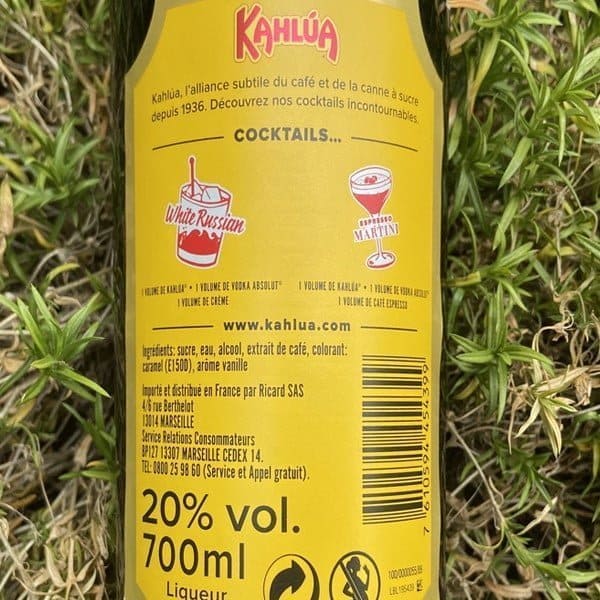 KAHLÚA
Kahlúa, l'alliance subtile du café et de la canne à sucre
depuis 1936. Découvrez nos cocktails incontournables.
COCKTAILS...
White Russian
ESPRESSO
MARTINI
1 VOLUME DE KAHLÚA® • 1 VOLUME DE VODKA ABSOLUT®
1 VOLUME DE CRÈME
1 VOLUME DE KAHLÚA® • 1 VOLUME DE VODKA ABSOLUT®
1 VOLUME DE CAFÉ ESPRESSO
www.kahlua.com
Ingrédients: sucre, eau, alcool, extrait de café, colorant:
caramel (E150D), arôme vanille
Importé et distribué en France par Ricard SAS
4/6 rue Berthelot
13014 MARSEILLE
Service Relations Consommateurs
BP127 13307 MARSEILLE CEDEX 14.
TEL: 0800 25 98 60 (Service et Appel gratuit).
7 610594 454399
20% vol.
700ml
Liqueur